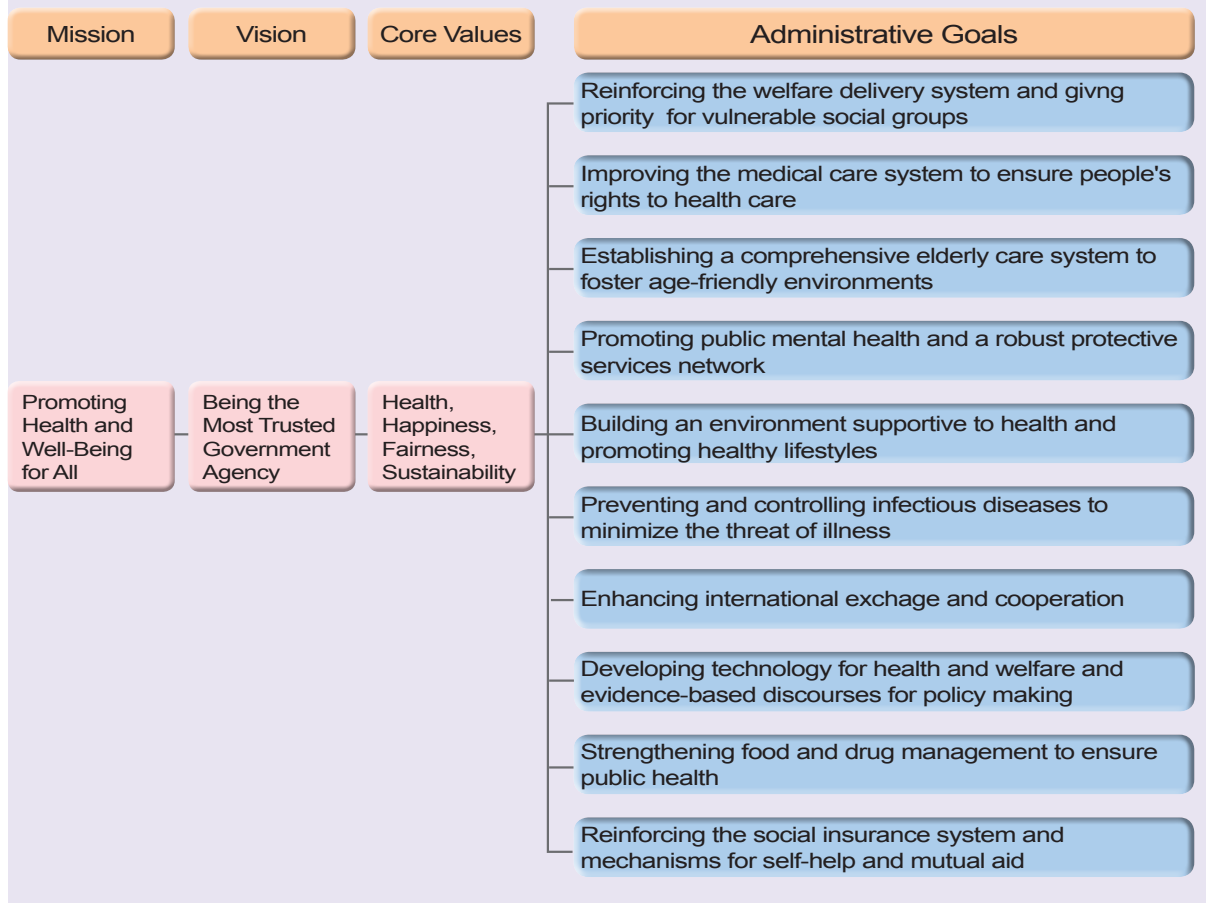 Mission
Vision
Core Values
Administrative Goals
Promoting
Health and
Well-Being
for All
Being the
Most Trusted
Government
Agency
Health,
Happiness,
Fairness,
Sustainability
Reinforcing the welfare delivery system and givng
priority for vulnerable social groups
Improving the medical care system to ensure people's
rights to health care
Establishing a comprehensive elderly care system to
foster age-friendly environments
Promoting public mental health and a robust protective
services network
Building an environment supportive to health and
promoting healthy lifestyles
Preventing and controlling infectious diseases to
minimize the threat of illness
Enhancing international exchage and cooperation
Developing technology for health and welfare and
evidence-based discourses for policy making
Strengthening food and drug management to ensure
public health
Reinforcing the social insurance system and
mechanisms for self-help and mutual aid